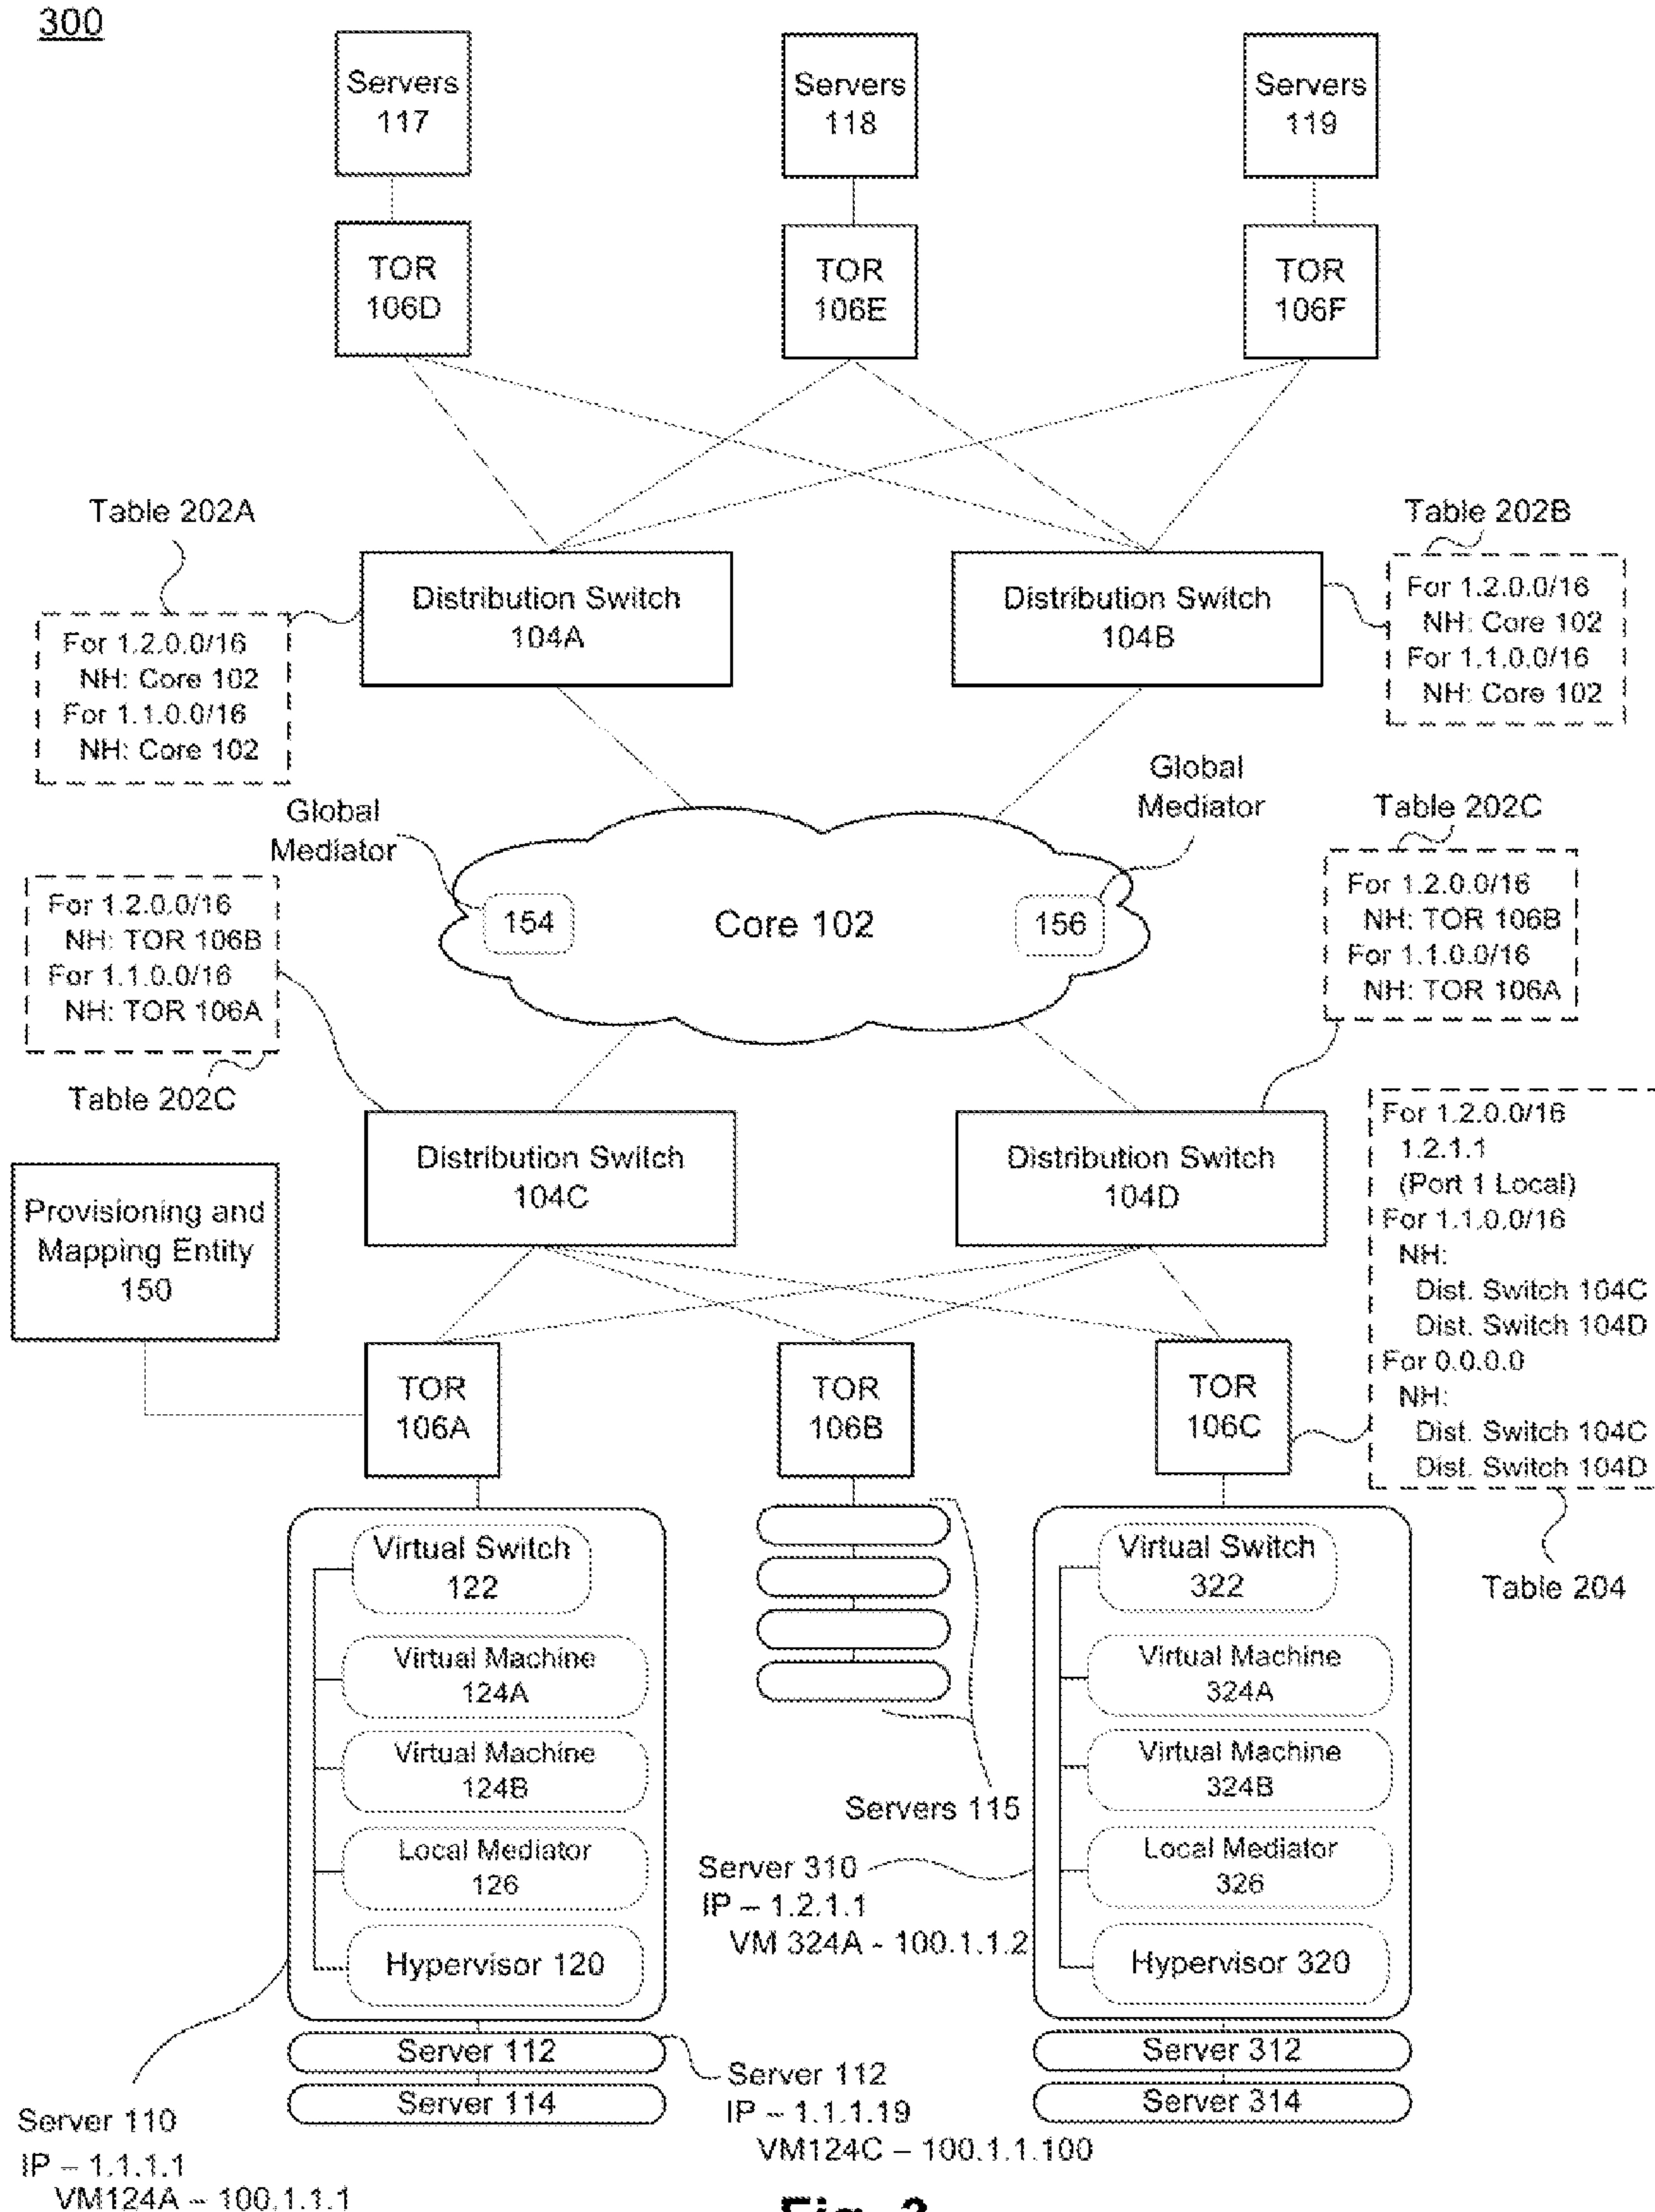 300
Servers
117
Servers
118
Servers
119
TOR
106D
TOR
106E
TOR
106F
Table 202A
Table 202B
Distribution Switch
104A
Distribution Switch
104B
For 1.2.0.0/16
NH: Core 102
For 1.1.0.0/16
NH: Core 102
For 1.2.0.0/16
NH: Core 102
For 1.1.0.0/16
NH: Core 102
Global
Mediator
Global
Mediator
Table 202C
For 1.2.0.0/16
NH: TOR 106B
For 1.1.0.0/16
NH: TOR 106A
154
Core 102
156
For 1.2.0.0/16
NH: TOR 106B
For 1.1.0.0/16
NH: TOR 106A
Table 202C
Distribution Switch
104C
Distribution Switch
104D
For 1.2.0.0/16
1.2.1.1
(Port 1 Local)
For 1.1.0.0/16
NH:
Dist. Switch 104C
Dist. Switch 104D
For 0.0.0.0
NH:
Dist. Switch 104C
Dist. Switch 104D
Table 204
Provisioning and
Mapping Entity
150
TOR
106A
TOR
106B
TOR
106C
Virtual Switch
122
Virtual Machine
124A
Virtual Machine
124B
Local Mediator
126
Hypervisor 120
Servers 115
Virtual Switch
322
Virtual Machine
324A
Virtual Machine
324B
Local Mediator
326
Hypervisor 320
Server 310
IP – 1.2.1.1
VM 324A - 100.1.1.2
Server 112
Server 114
Server 112
IP – 1.1.1.19
VM124C – 100.1.1.100
Server 312
Server 314
Server 110
IP – 1.1.1.1
VM124A – 100.1.1.1
Fig. 3